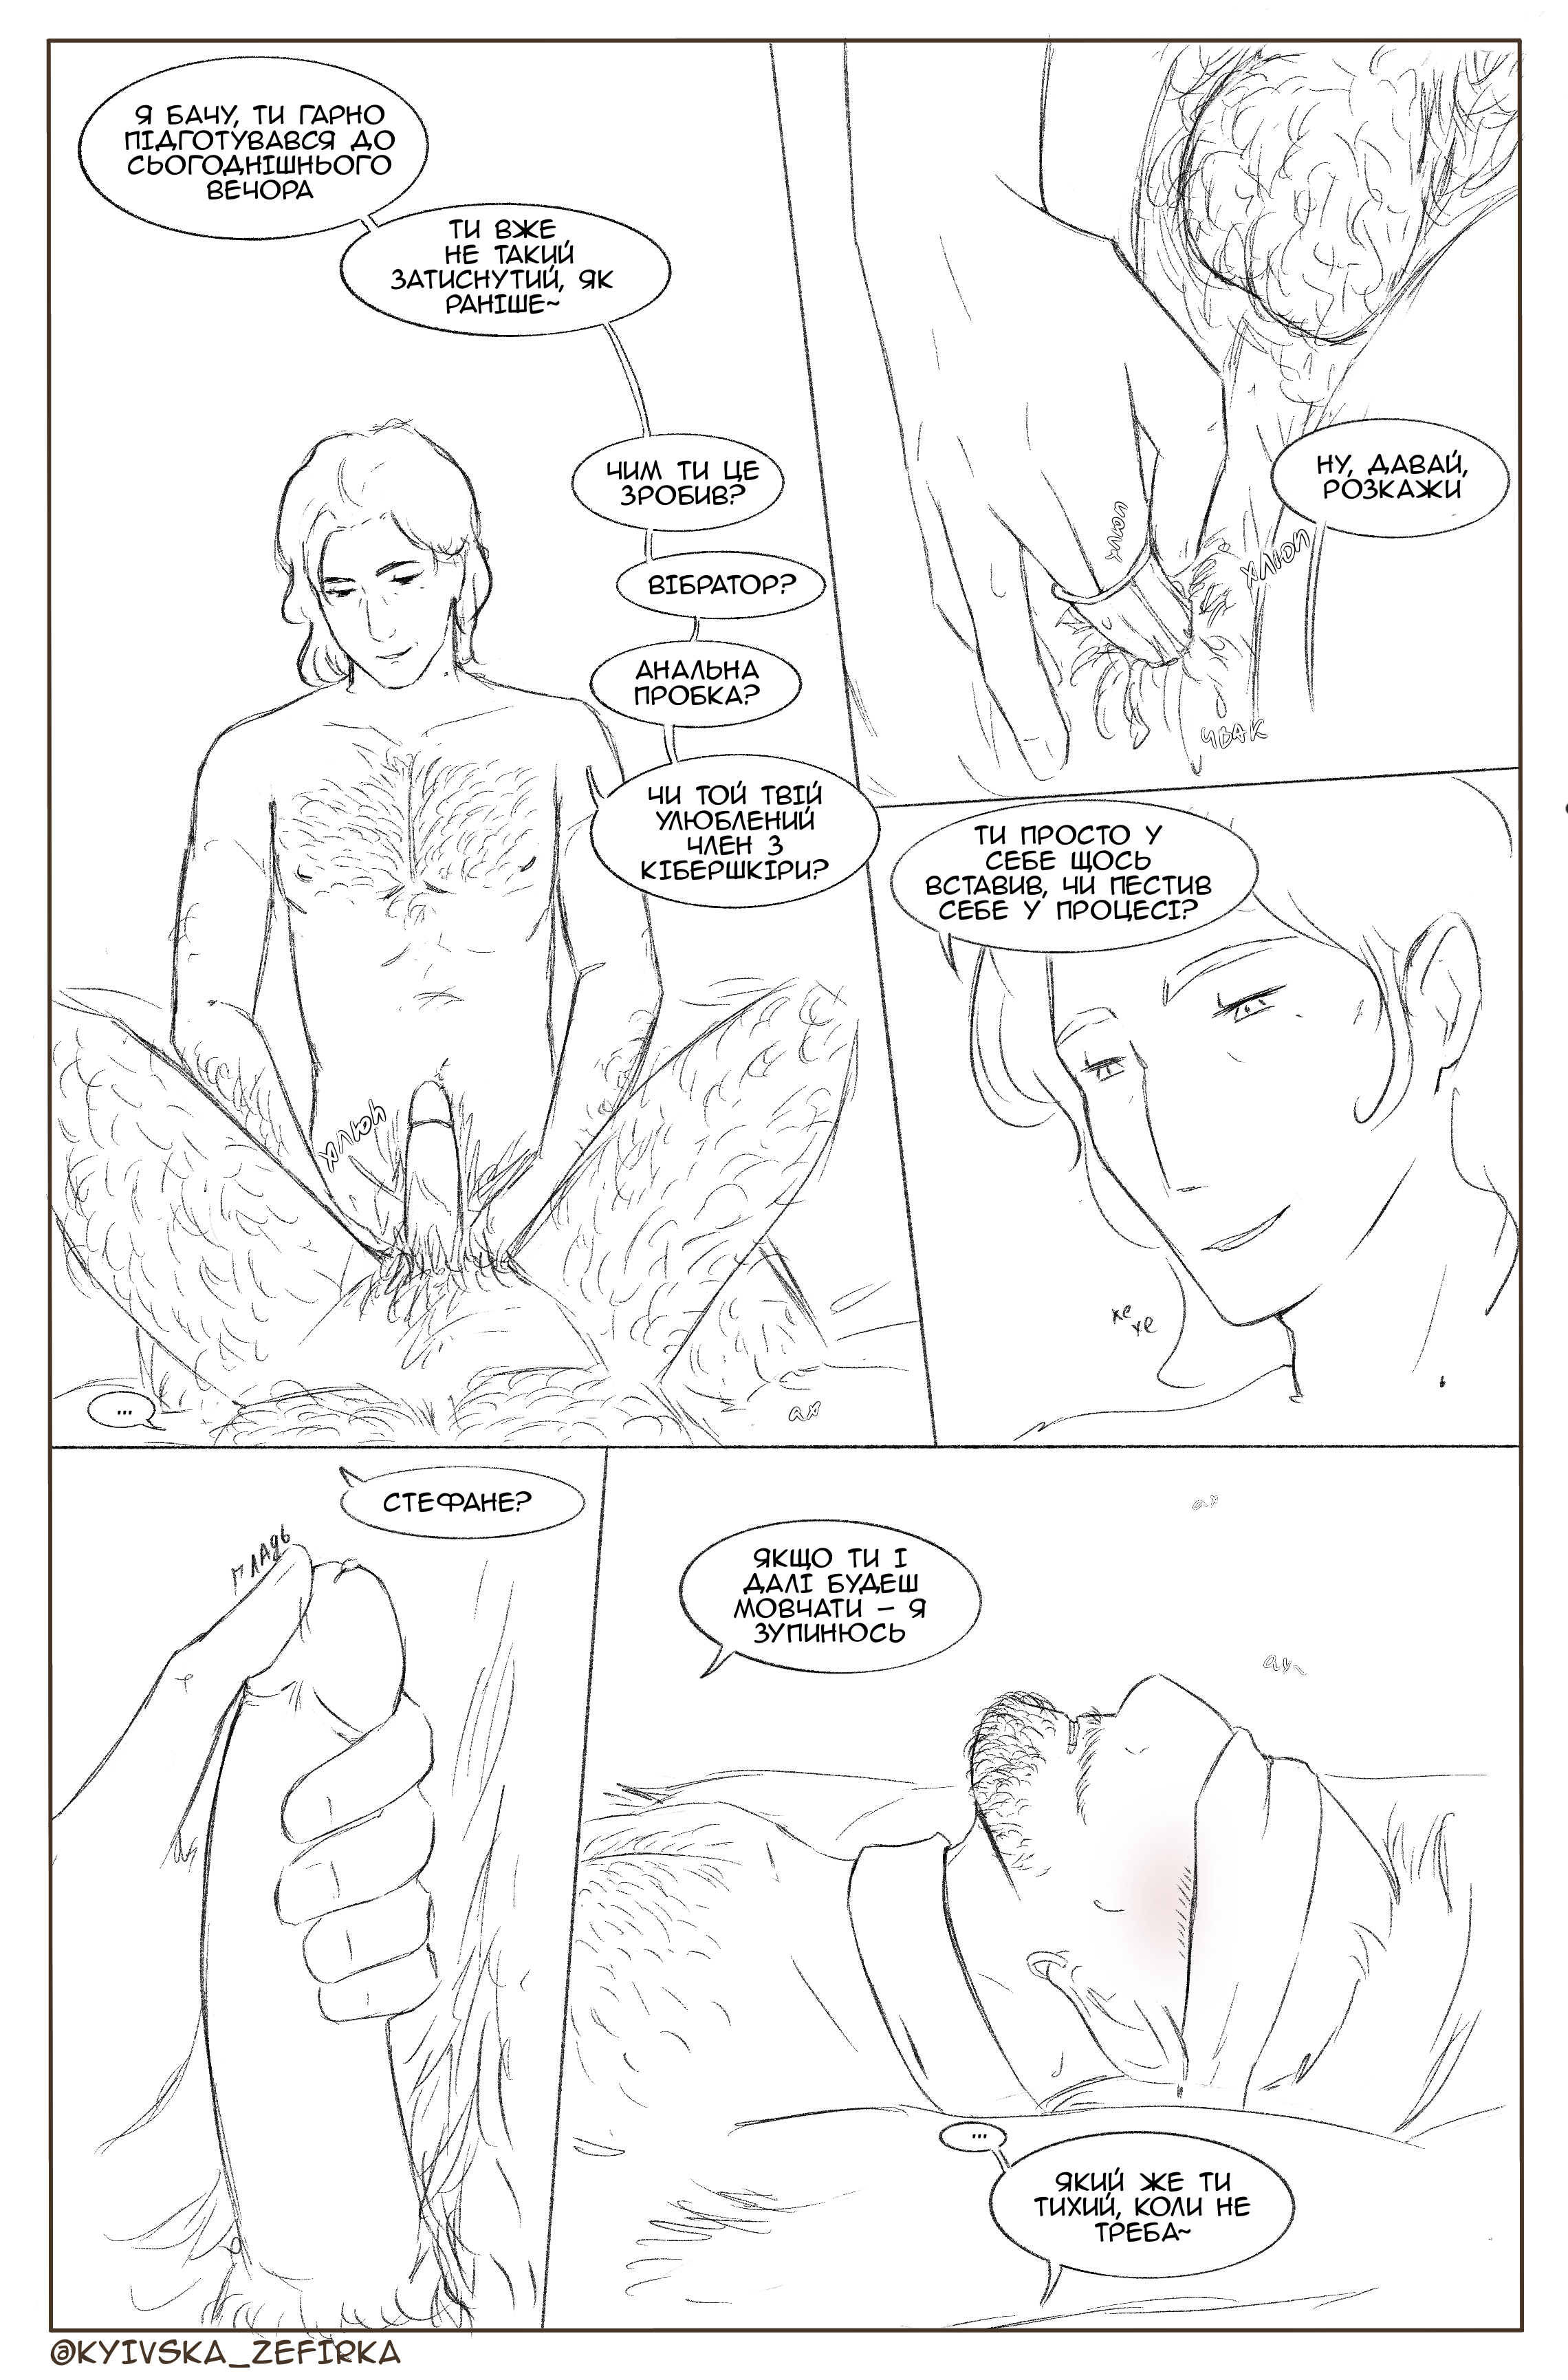 Я БАЧУ, ТИ ГАРНО
ПІДГОТУВАВСЯ ДО
СЬОГОДНІШНЬОГО
ВЕЧОРА
ТИ ВЖЕ
НЕ ТАКИЙ
ЗАТИСНУТИЙ, ЯК
РАНІШЕ~
ЧИМ ТИ ЦЕ
ЗРОБИВ?
ВІБРАТОР?
АНАЛЬНА
ПРОБКА?
ЧИ ТОЙ ТВІЙ
УЛЮБЛЕНИЙ
ЧЛЕН З
КІБЕРШКІРИ?
хлюп
...
ах
НУ, ДАВАЙ,
РОЗКАЖИ
хлюп
хлюп
чвак
ТИ ПРОСТО У
СЕБЕ ЩОСЬ
ВСТАВИВ, ЧИ ПЕСТИВ
СЕБЕ У ПРОЦЕСІ?
хе
хе
СТЕФАНЕ?
гладь
ах
ЯКЩО ТИ І
ДАЛІ БУДЕШ
МОВЧАТИ – Я
ЗУПИНЮСЬ
ах
...
ЯКИЙ ЖЕ ТИ
ТИХИЙ, КОЛИ НЕ
ТРЕБА~
@KYIVSKA_ZEFIRKA